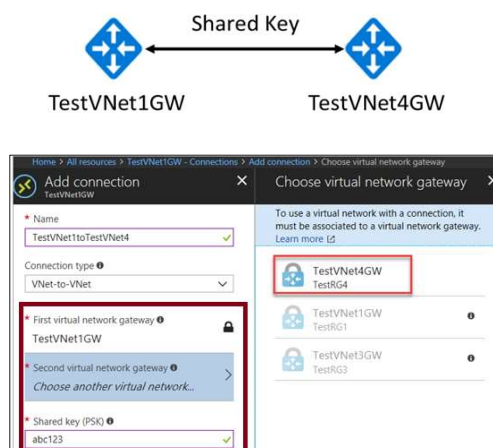 Shared Key
TestVNet1GW
TestVNet4GW
Home > All resources > TestVNet1GW - Connections > Add connection > Choose virtual network gateway
Add connection
TestVNet1GW
* Name
TestVNet1toTestVNet4
Connection type
VNet-to-VNet
* First virtual network gateway
TestVNet1GW
* Second virtual network gateway
Choose another virtual network...
* Shared key (PSK)
abc123
Choose virtual network gateway
To use a virtual network with a connection, it
must be associated to a virtual network gateway.
Learn more
TestVNet4GW
TestRG4
TestVNet1GW
TestRG1
TestVNet3GW
TestRG3